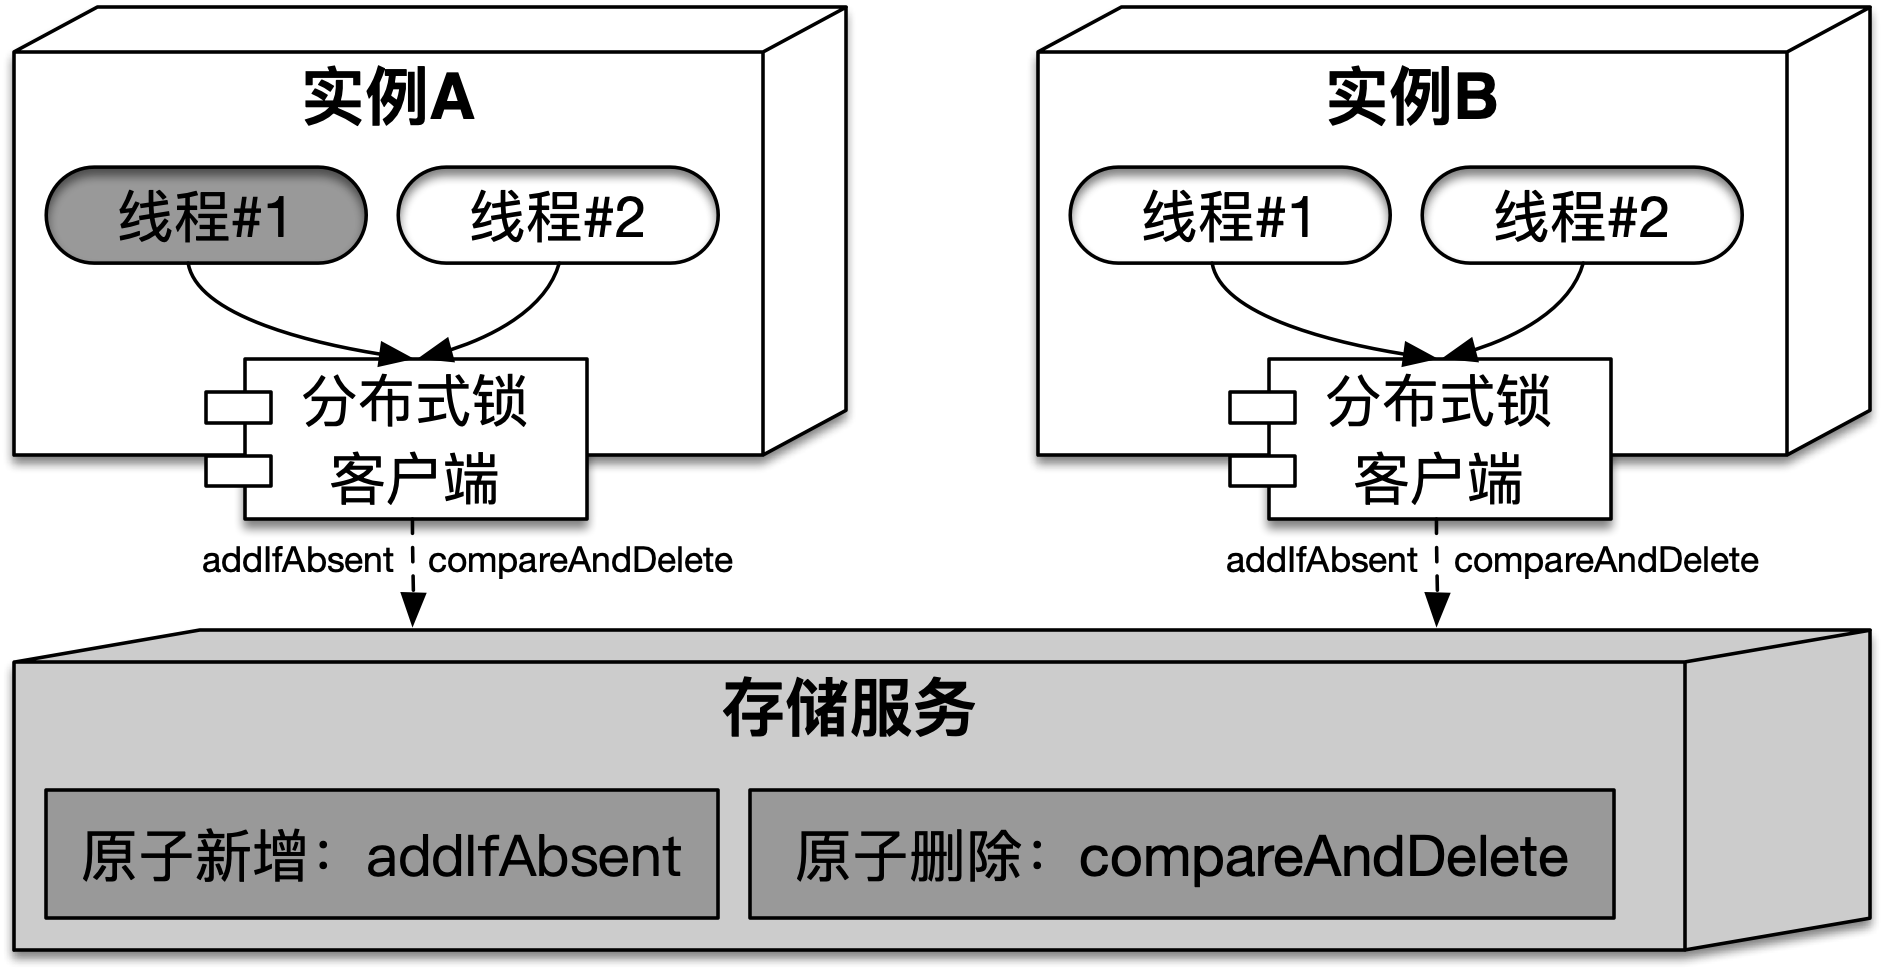 实例A
线程#1
线程#2
分布式锁
客户端
addIfAbsent
compareAndDelete
实例B
线程#1
线程#2
分布式锁
客户端
addIfAbsent
compareAndDelete
存储服务
原子新增：addIfAbsent
原子删除：compareAndDelete